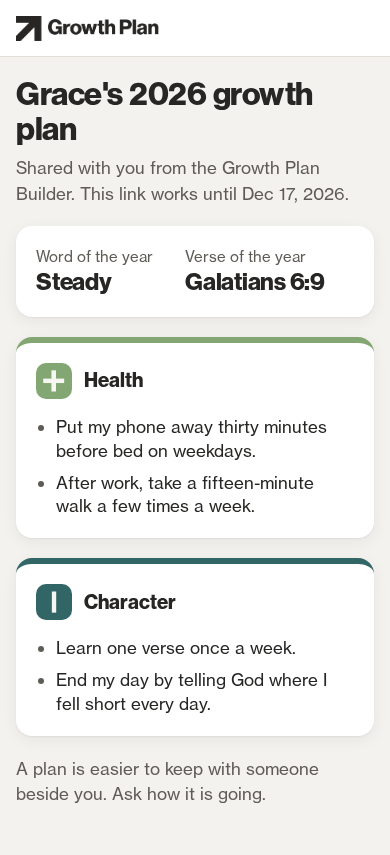 Growth Plan
Grace's 2026 growth
plan
Shared with you from the Growth Plan
Builder. This link works until Dec 17, 2026.
Word of the year
Steady
Verse of the year
Galatians 6:9
Health
• Put my phone away thirty minutes
before bed on weekdays.
• After work, take a fifteen-minute
walk a few times a week.
Character
• Learn one verse once a week.
• End my day by telling God where I
fell short every day.
A plan is easier to keep with someone
beside you. Ask how it is going.